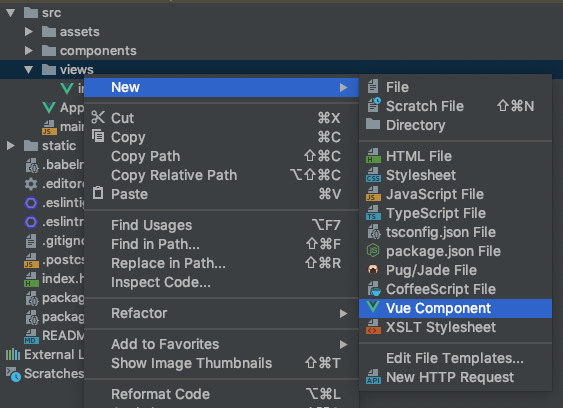 src
assets
components
views
in
App
main
static
.babelr
.editor
.eslintig
.eslintr
.gitigno
.postcs
index.h
packag
packag
READM
External L
Scratches
New
Cut ⌘X
Copy ⌘C
Copy Path ⇧⌘C
Copy Relative Path ⌥⇧⌘C
Paste ⌘V
Find Usages ⌥F7
Find in Path... ⇧⌘F
Replace in Path... ⇧⌘R
Inspect Code...
Refactor
Add to Favorites
Show Image Thumbnails ⇧⌘T
Reformat Code ⌥⌘L
File
Scratch File ⇧⌘N
Directory
HTML File
Stylesheet
JavaScript File
TypeScript File
tsconfig.json File
package.json File
Pug/Jade File
CoffeeScript File
Vue Component
XSLT Stylesheet
Edit File Templates...
New HTTP Request